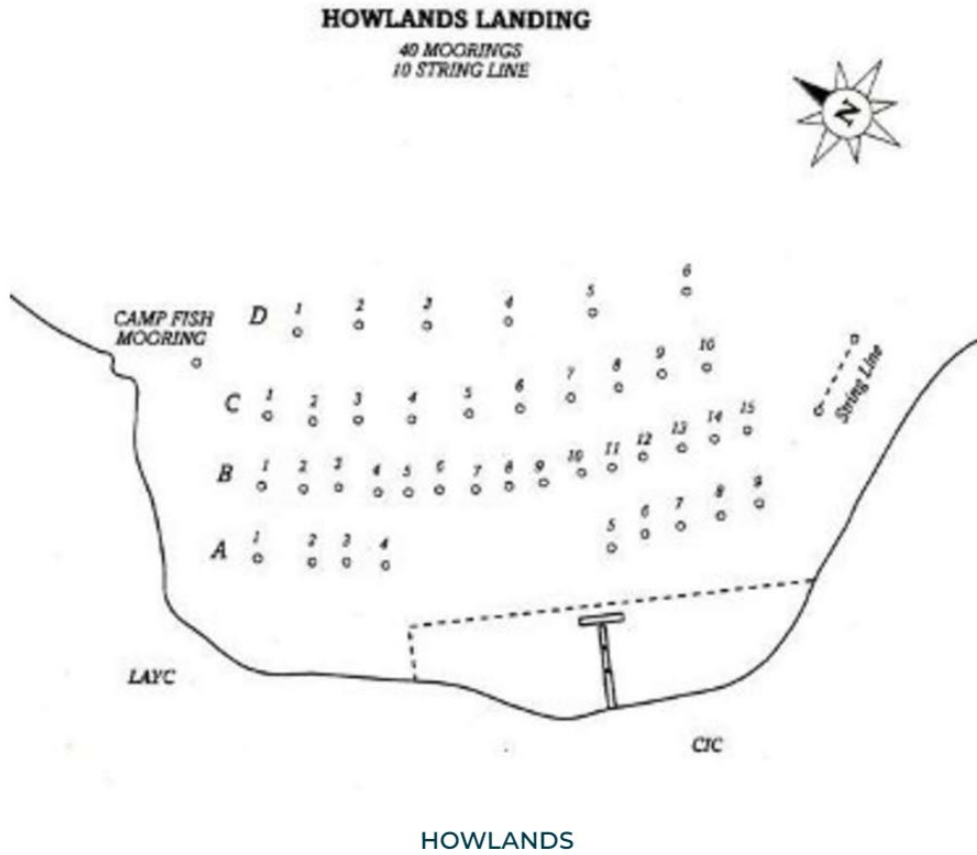 HOWLANDS LANDING
40 MOORINGS
10 STRING LINE
N
6
5
1 2 3 4
CAMP FISH
MOORING
D
10
9
8
7
6
C 1 2 3 4 5
String Line
15
14
13
12
11
10
B 1 2 3 4 5 6 7 8 9
9
8
7
6
5
A 1 2 3 4
LAYC
CIC
HOWLANDS